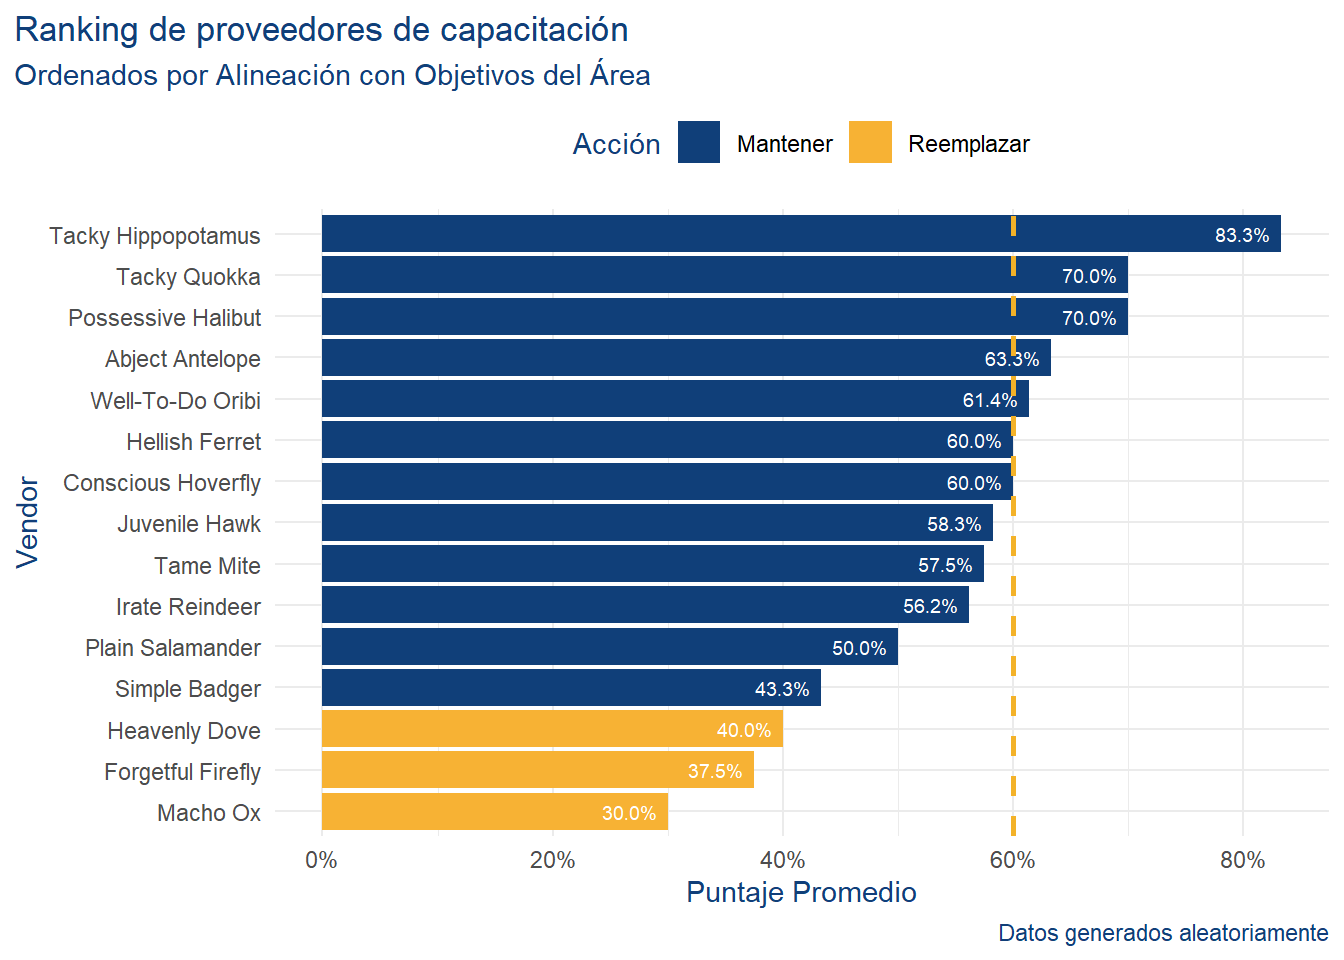 Ranking de proveedores de capacitación
Ordenados por Alineación con Objetivos del Área
Acción Mantener Reemplazar
Tacky Hippopotamus 83.3%
Tacky Quokka 70.0%
Possessive Halibut 70.0%
Abject Antelope 63.3%
Well-To-Do Oribi 61.4%
Hellish Ferret 60.0%
Conscious Hoverfly 60.0%
Juvenile Hawk 58.3%
Tame Mite 57.5%
Irate Reindeer 56.2%
Plain Salamander 50.0%
Simple Badger 43.3%
Heavenly Dove 40.0%
Forgetful Firefly 37.5%
Macho Ox 30.0%
Vendor
0% 20% 40% 60% 80%
Puntaje Promedio
Datos generados aleatoriamente